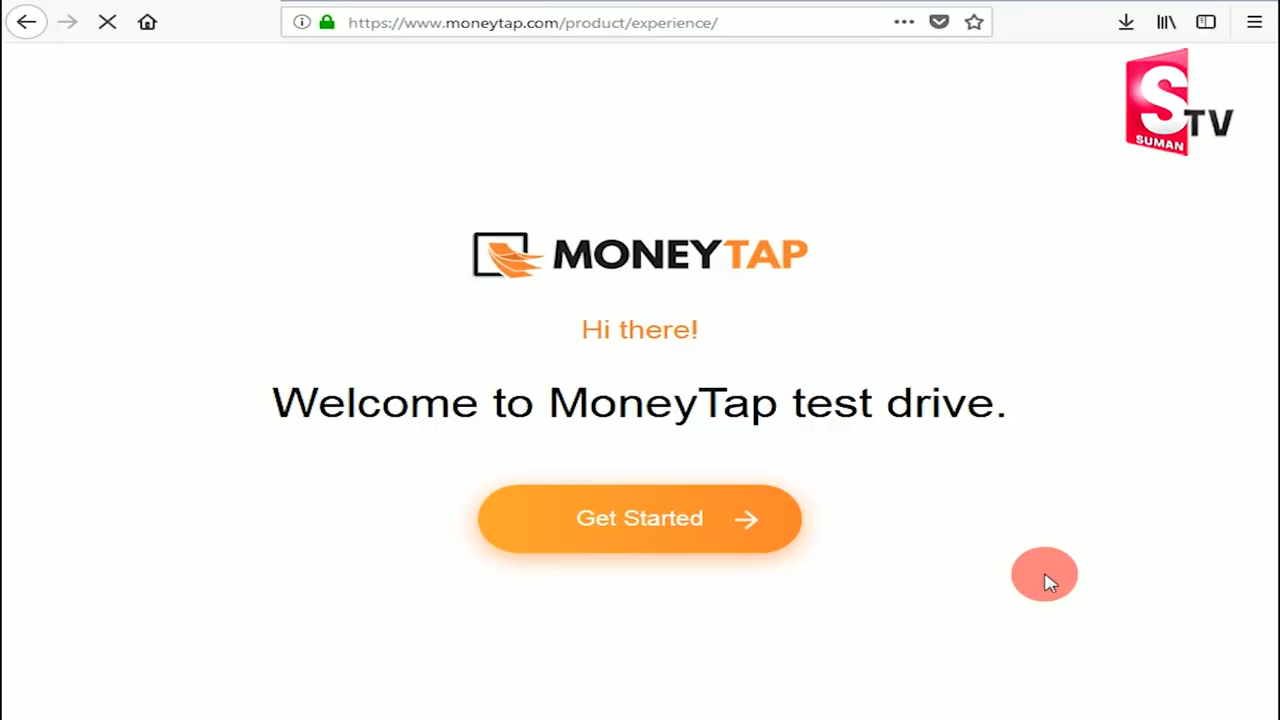 https://www.moneytap.com/product/experience/
S TV
SUMAN
MONEYTAP
Hi there!
Welcome to MoneyTap test drive.
Get Started